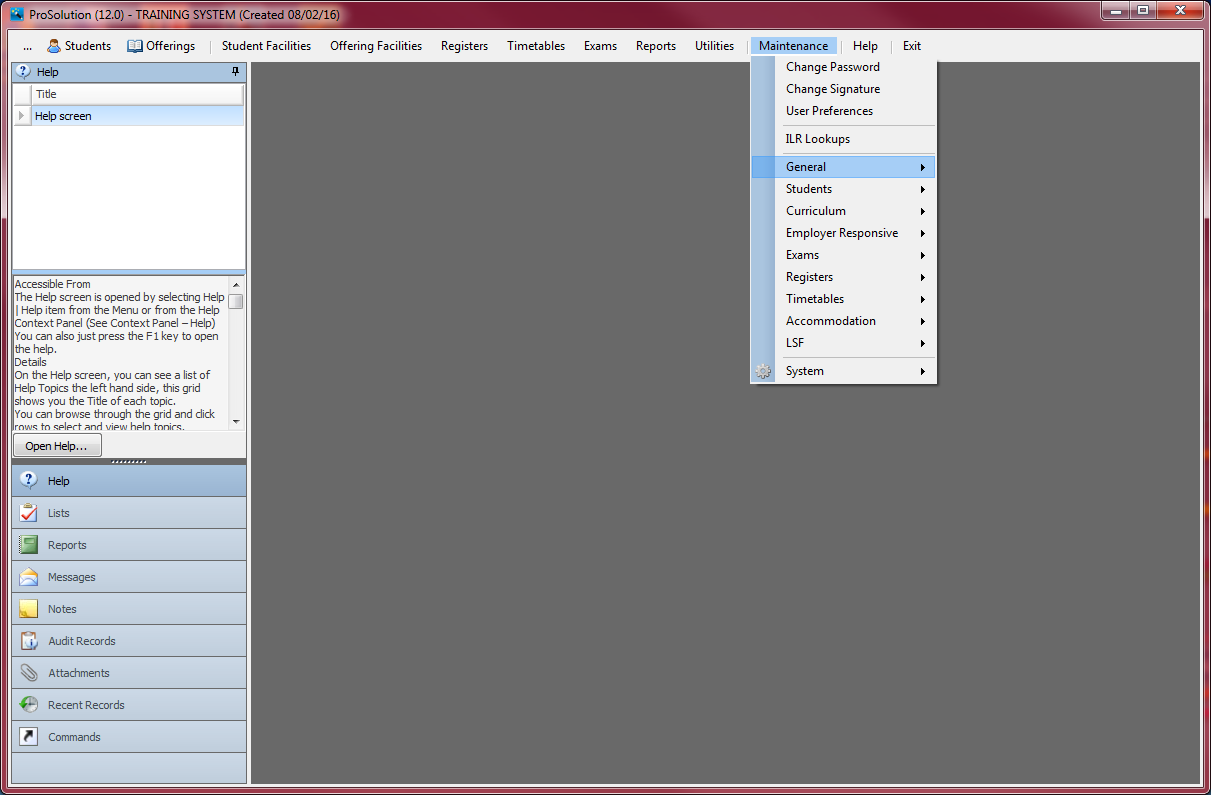 ProSolution (12.0) - TRAINING SYSTEM (Created 08/02/16)
... Students Offerings Student Facilities Offering Facilities Registers Timetables Exams Reports Utilities Maintenance Help Exit
Help
Title
Help screen
Accessible From
The Help screen is opened by selecting Help
| Help item from the Menu or from the Help
Context Panel (See Context Panel – Help)
You can also just press the F1 key to open
the help.
Details
On the Help screen, you can see a list of
Help Topics the left hand side, this grid
shows you the Title of each topic.
You can browse through the grid and click
rows to select and view help topics.
Open Help...
Help
Lists
Reports
Messages
Notes
Audit Records
Attachments
Recent Records
Commands
Change Password
Change Signature
User Preferences
ILR Lookups
General
Students
Curriculum
Employer Responsive
Exams
Registers
Timetables
Accommodation
LSF
System